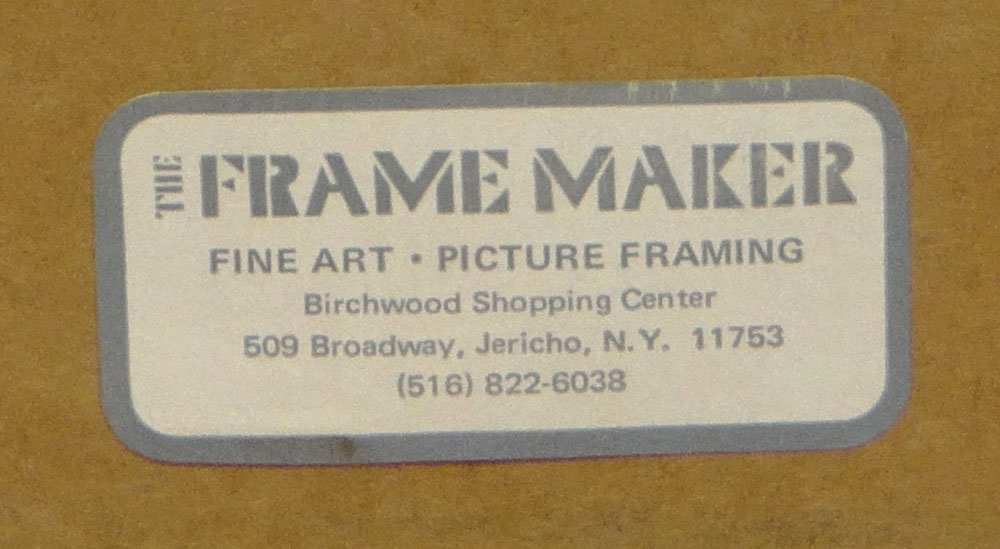 THE FRAME MAKER
FINE ART • PICTURE FRAMING
Birchwood Shopping Center
509 Broadway, Jericho, N.Y. 11753
(516) 822-6038